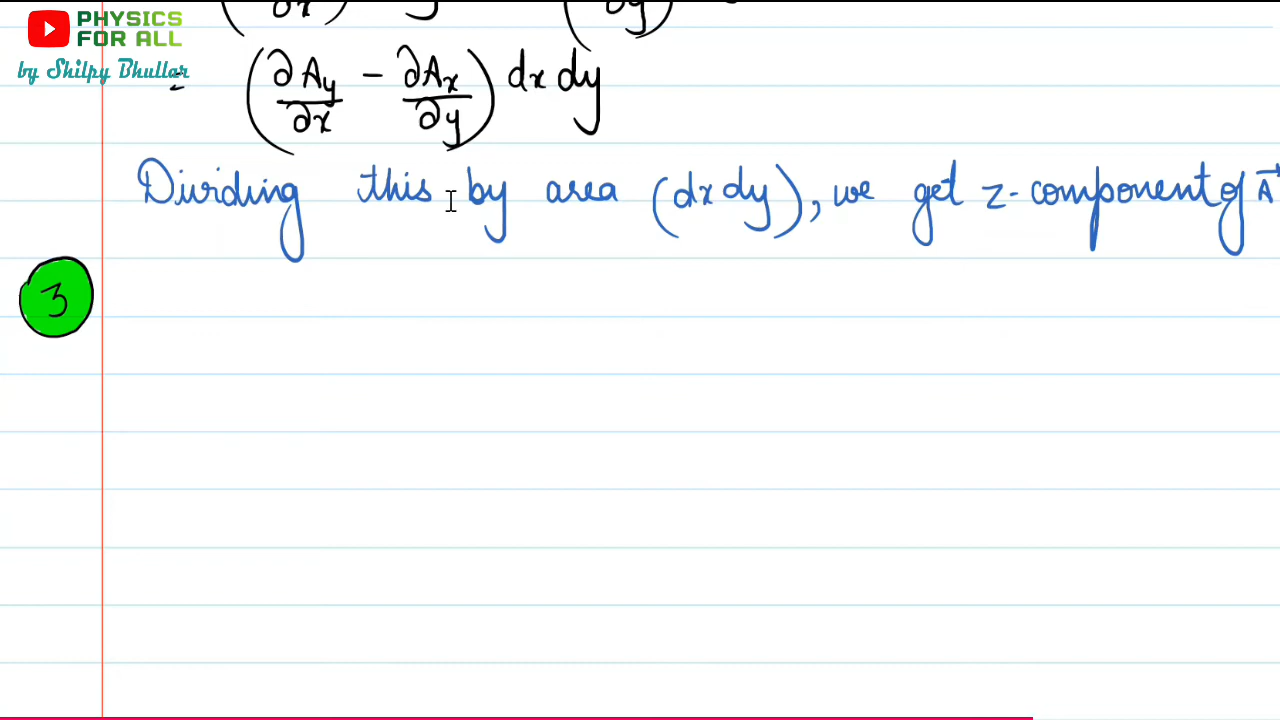 PHYSICS
FOR ALL
by Shilpy Bhullar
= (∂Ay/∂x - ∂Ax/∂y) dx dy
Dividing this by area (dx dy), we get z-component of A⃗
3